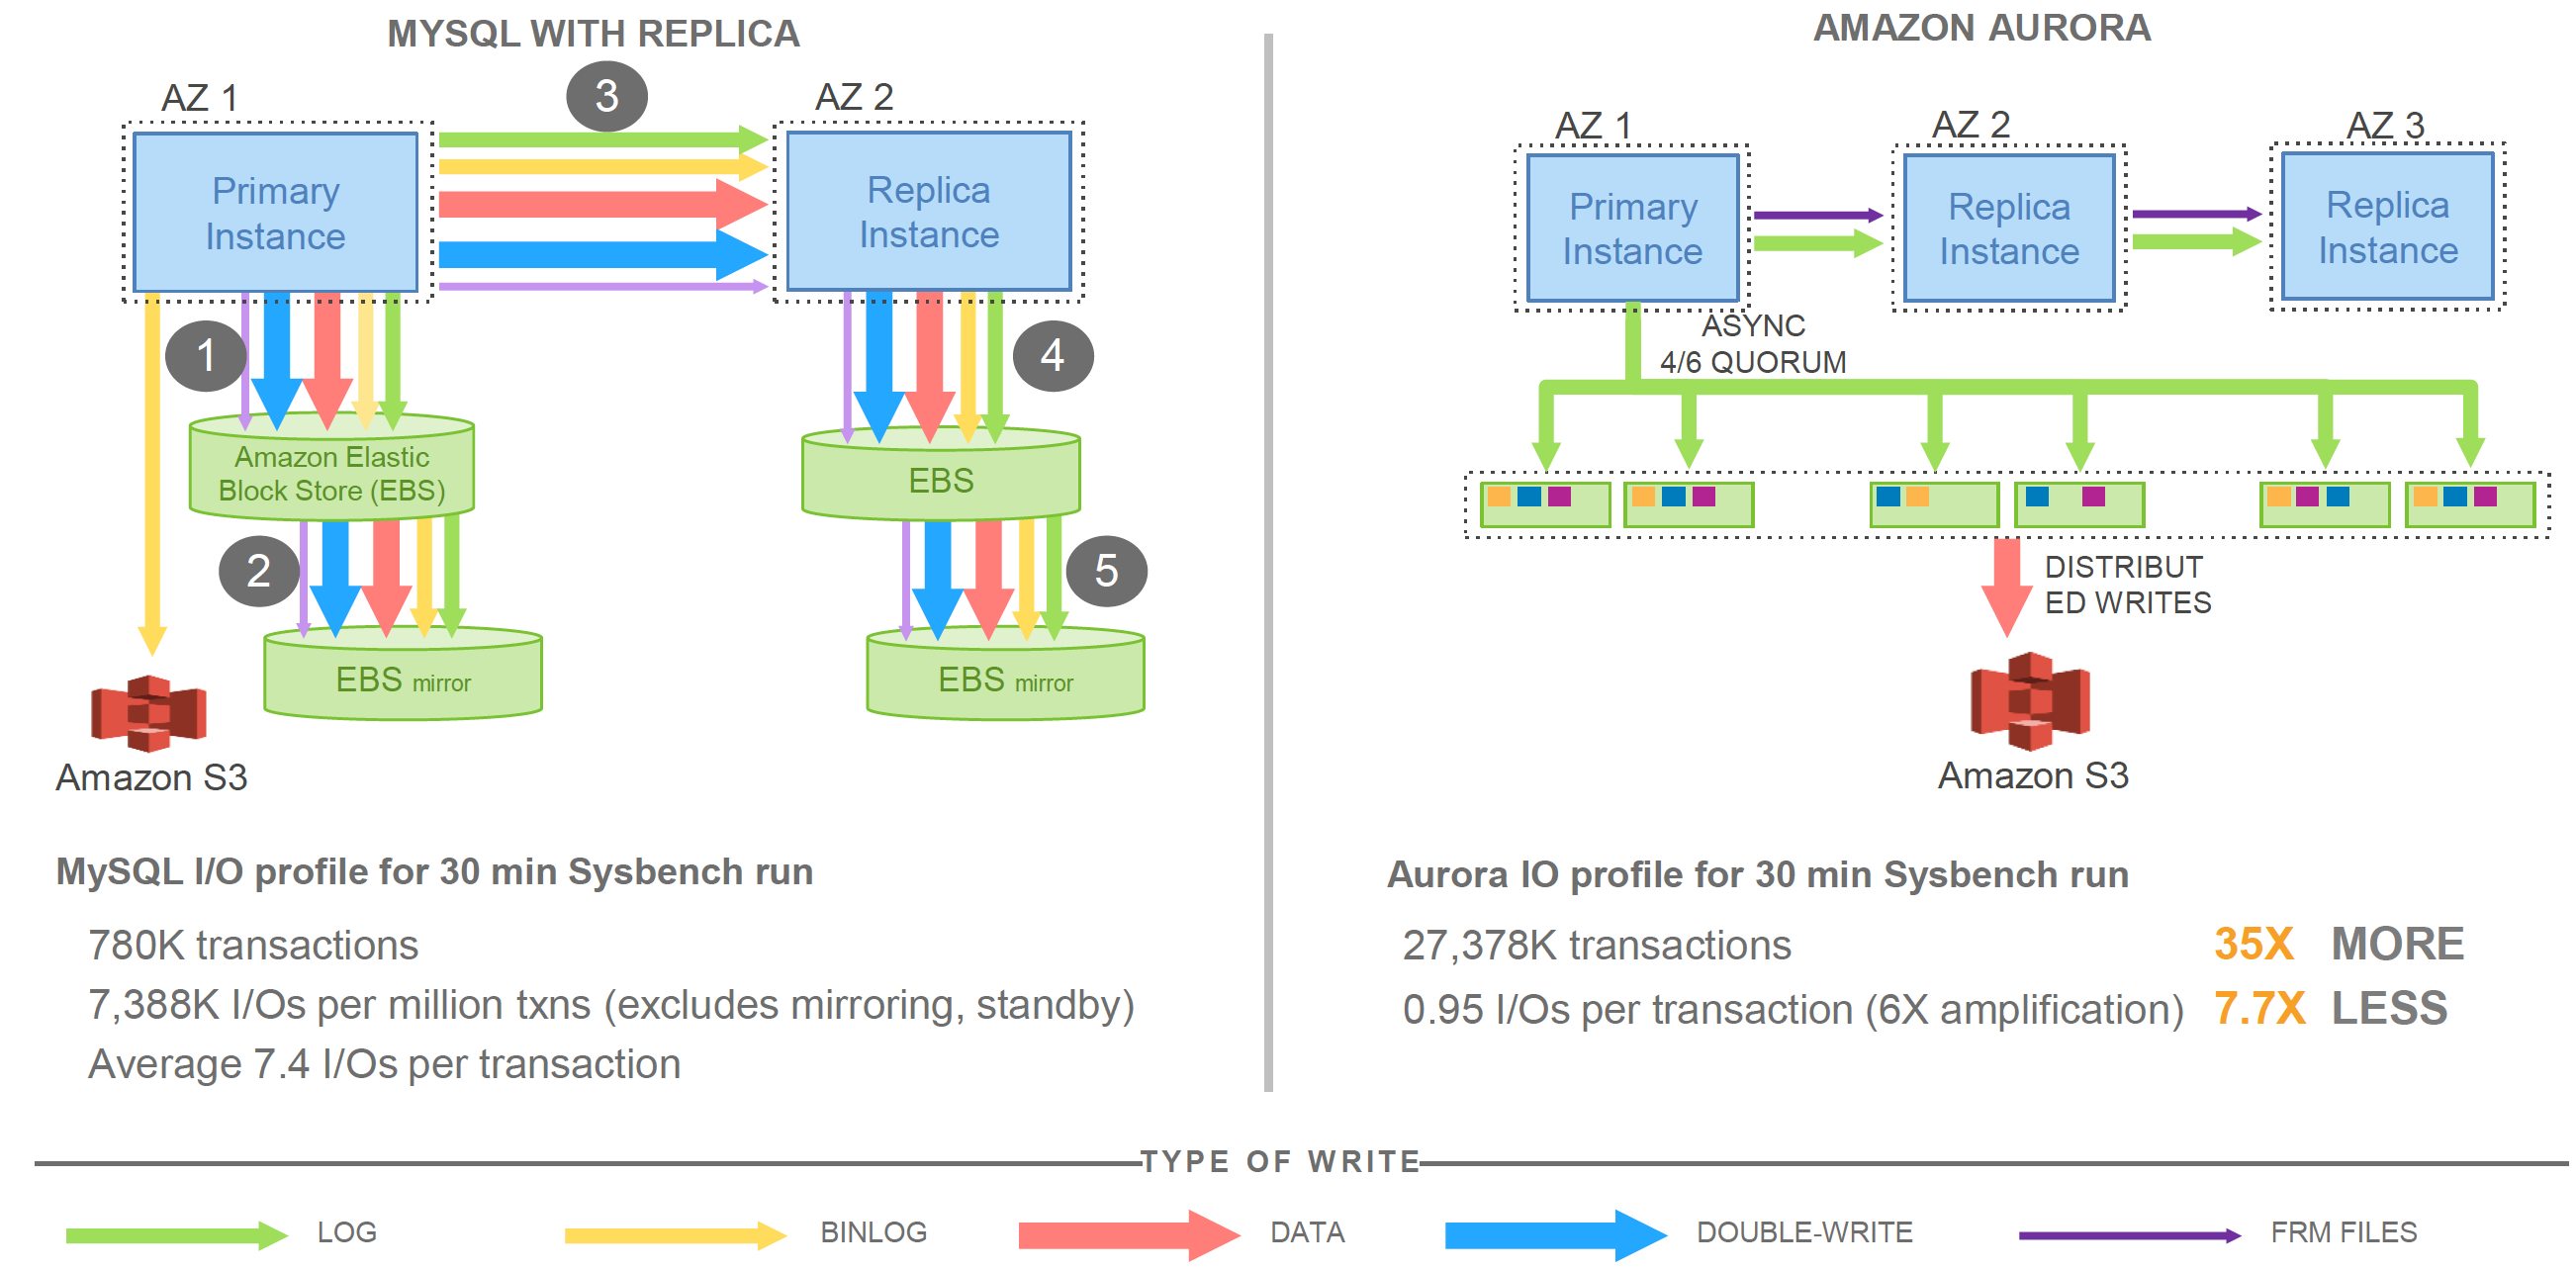 MYSQL WITH REPLICA
AZ 1
3
AZ 2
Primary
Instance
Replica
Instance
1
4
Amazon Elastic
Block Store (EBS)
EBS
2
5
EBS mirror
EBS mirror
Amazon S3
MySQL I/O profile for 30 min Sysbench run
780K transactions
7,388K I/Os per million txns (excludes mirroring, standby)
Average 7.4 I/Os per transaction
AMAZON AURORA
AZ 1
AZ 2
AZ 3
Primary
Instance
Replica
Instance
Replica
Instance
ASYNC
4/6 QUORUM
DISTRIBUT
ED WRITES
Amazon S3
Aurora IO profile for 30 min Sysbench run
27,378K transactions 35X MORE
0.95 I/Os per transaction (6X amplification) 7.7X LESS
TYPE OF WRITE
LOG
BINLOG
DATA
DOUBLE-WRITE
FRM FILES